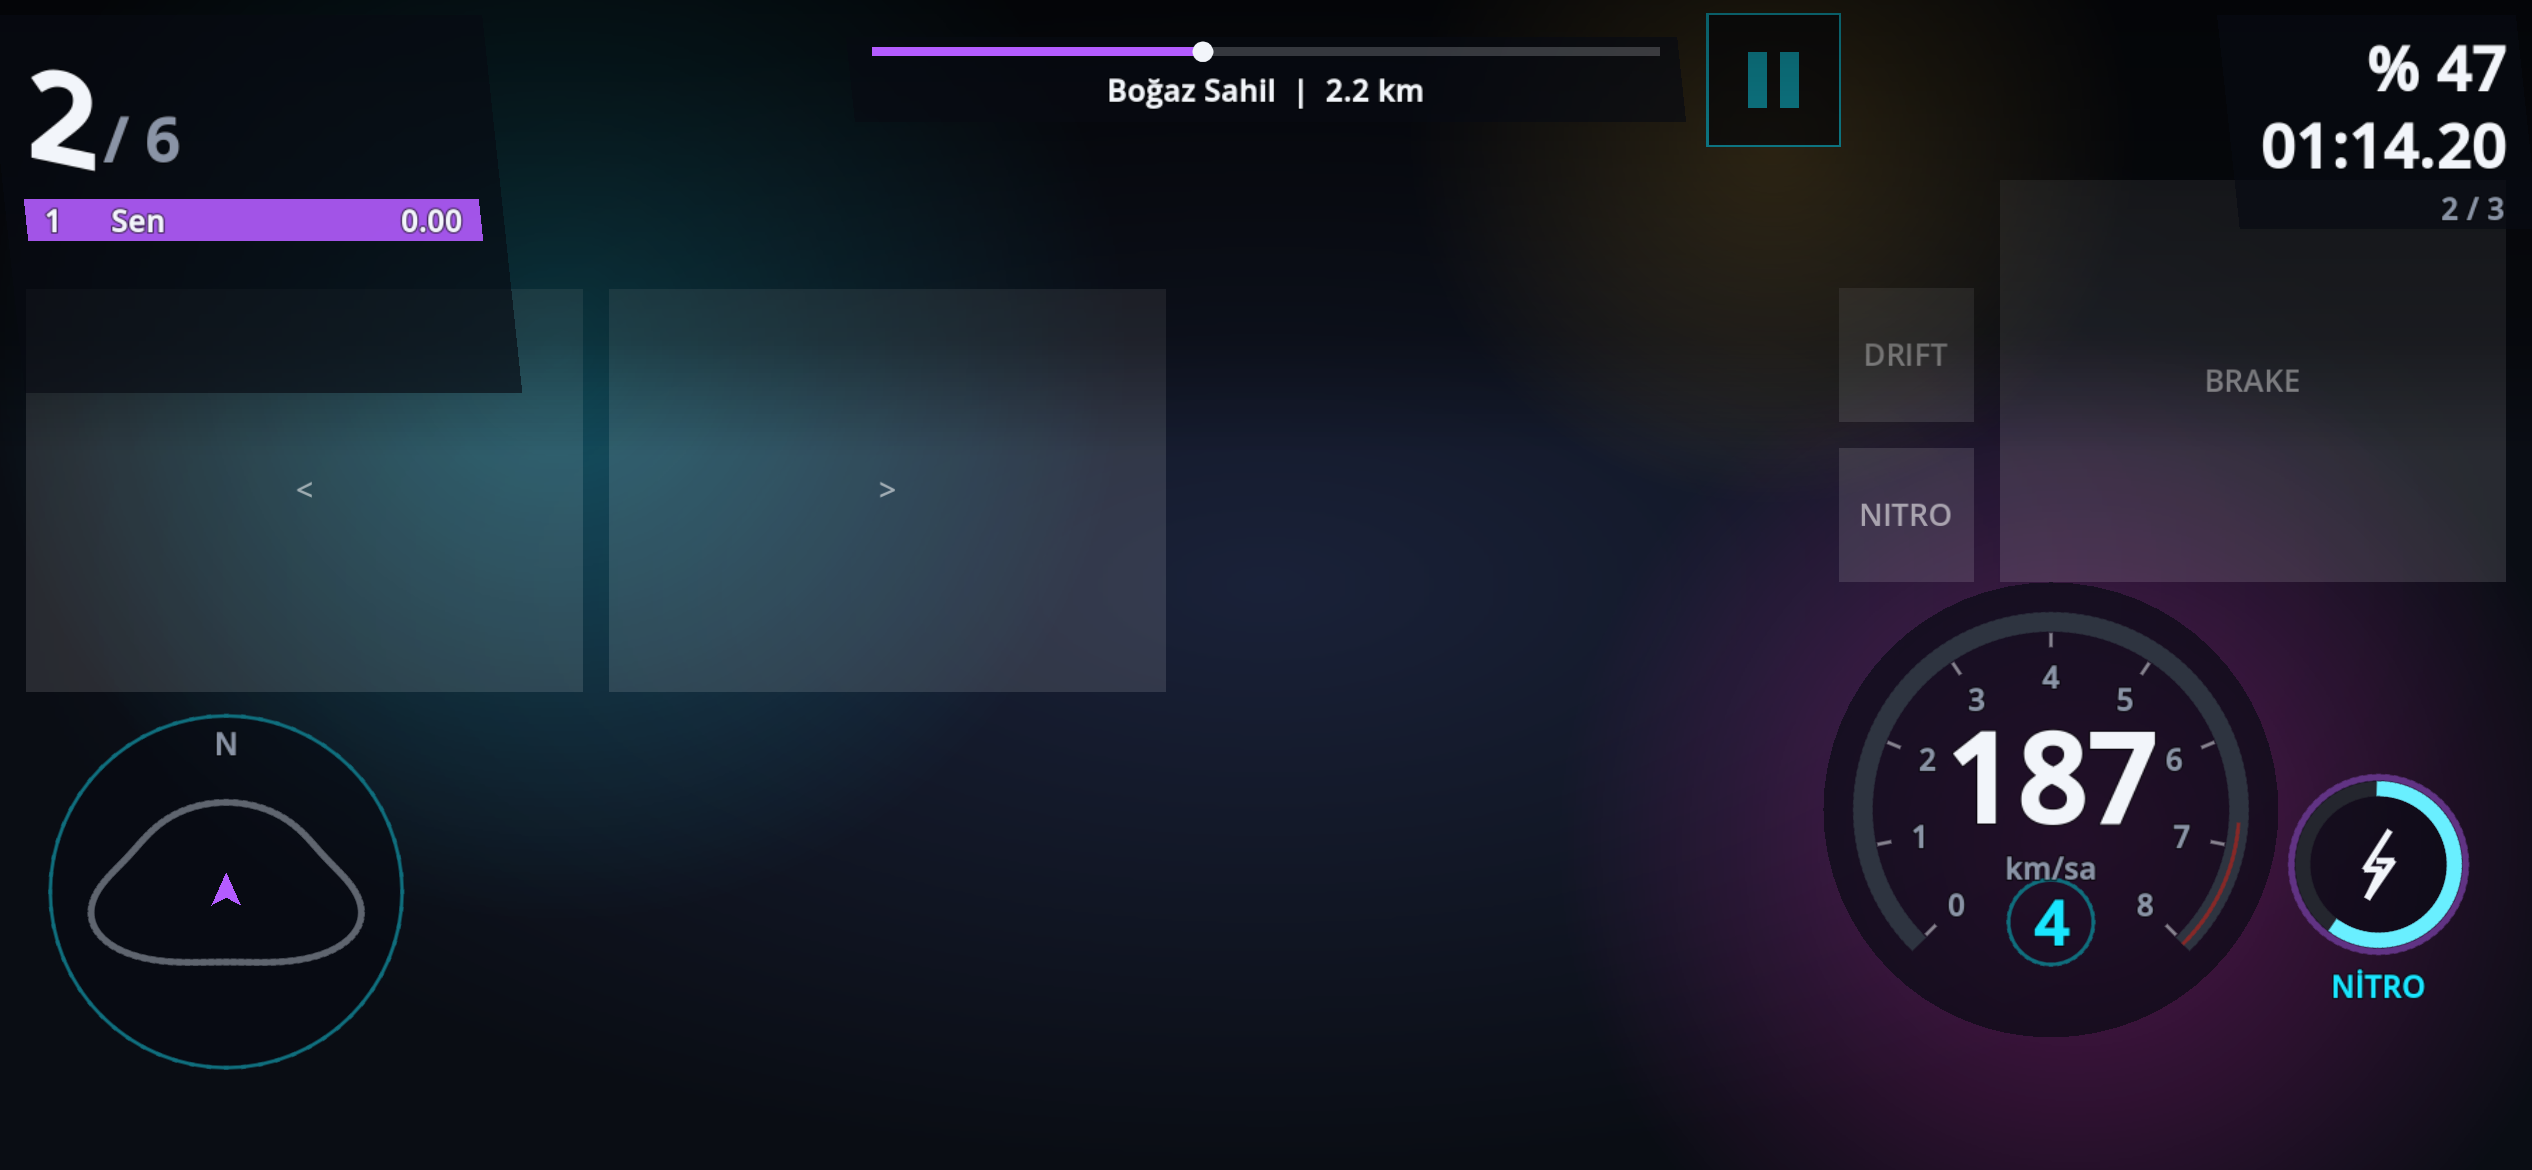 2 / 6
1 Sen 0.00
Boğaz Sahil | 2.2 km
% 47
01:14.20
2 / 3
< >
DRIFT
BRAKE
NITRO
N
0 1 2 3 4 5 6 7 8
187
km/sa
4
NİTRO